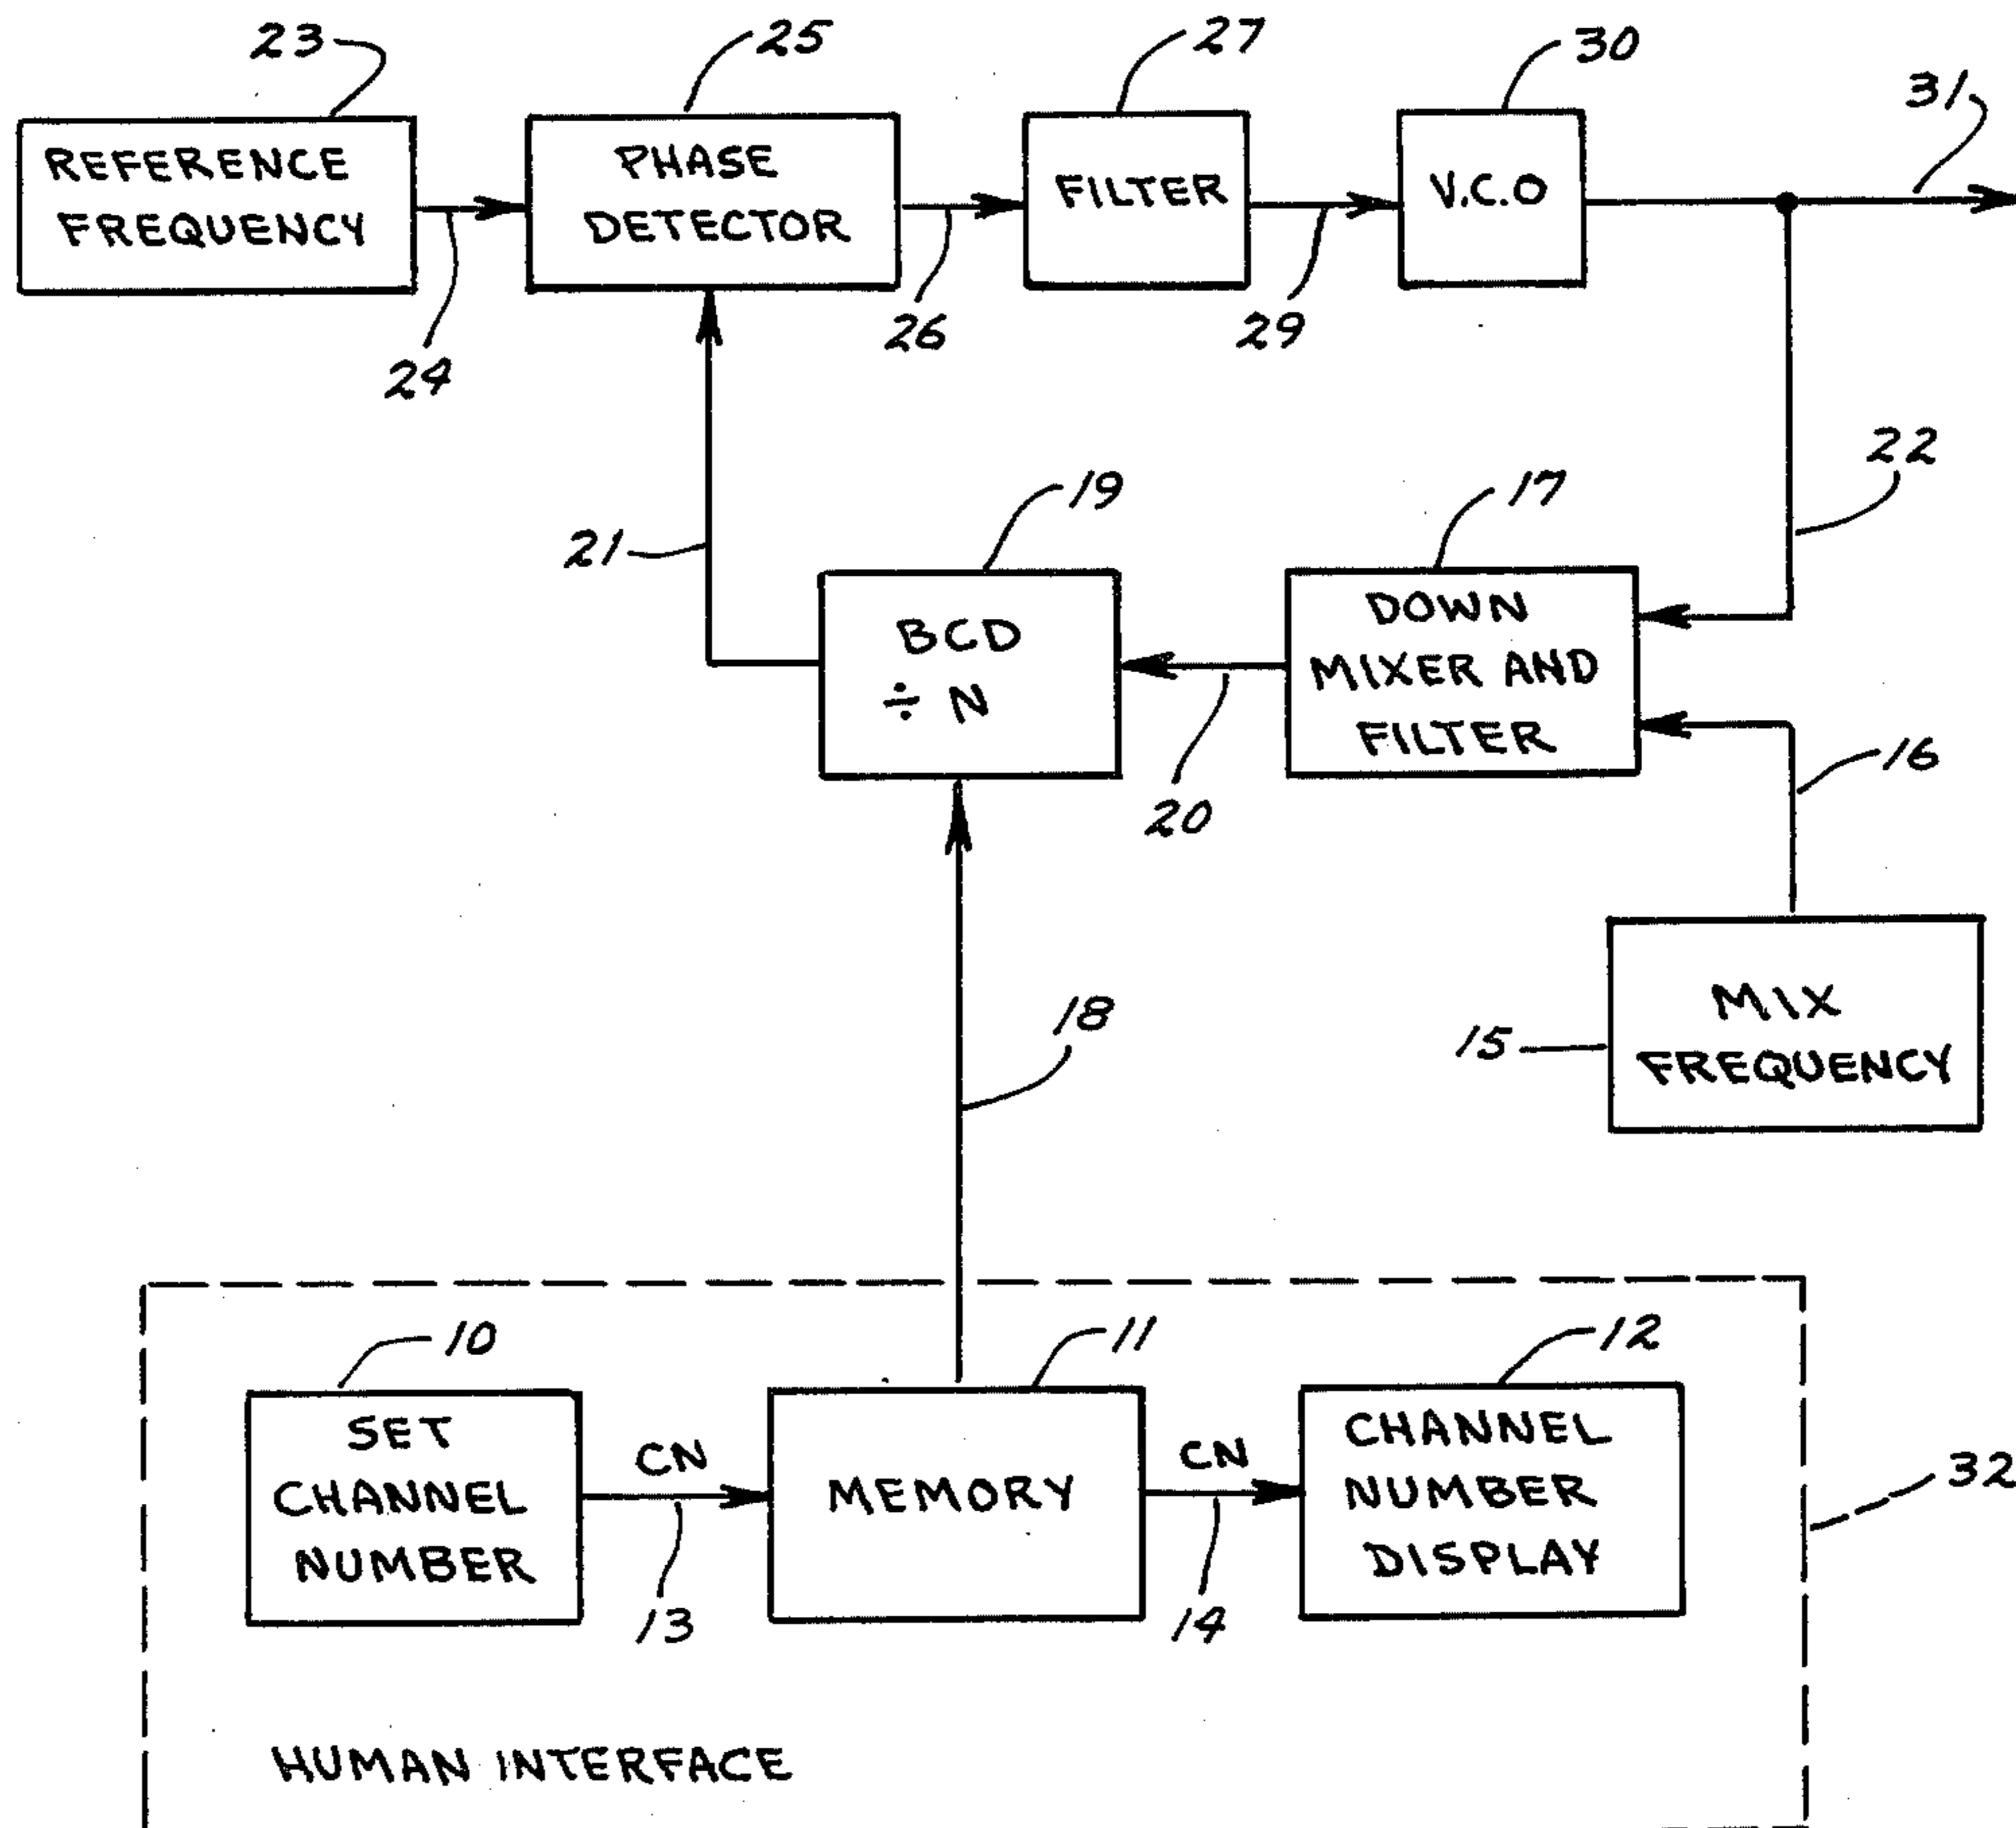 23
25
27
30
31
REFERENCE
FREQUENCY
PHASE
DETECTOR
FILTER
V.C.O
24
26
29
22
21
19
17
BCD
÷ N
DOWN
MIXER AND
FILTER
20
16
18
15
MIX
FREQUENCY
10
11
12
SET
CHANNEL
NUMBER
CN
MEMORY
CN
CHANNEL
NUMBER
DISPLAY
32
13
14
HUMAN INTERFACE